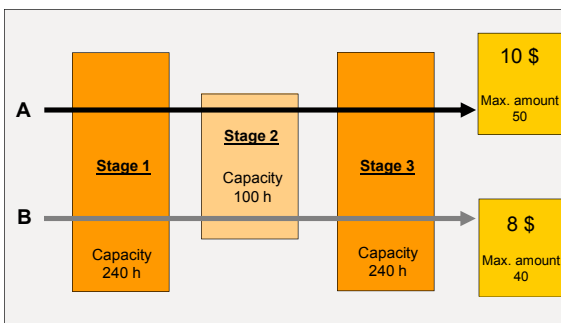 10 $
Max. amount
50
A
Stage 1
Stage 2
Stage 3
Capacity
100 h
B
8 $
Max. amount
40
Capacity
240 h
Capacity
240 h